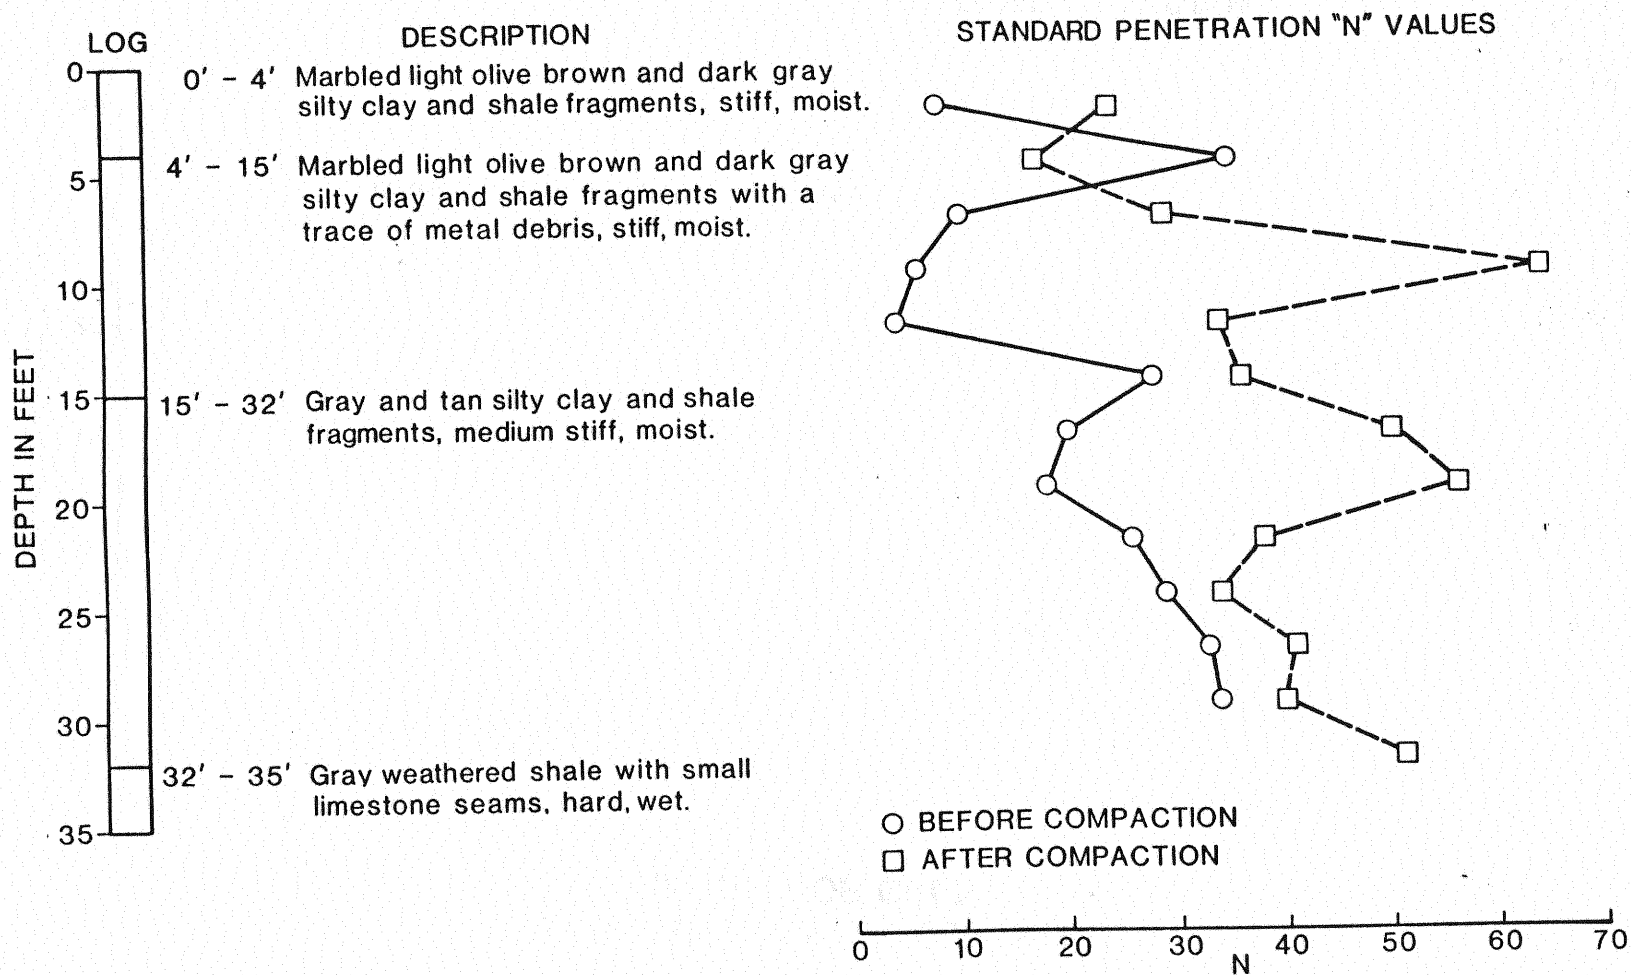 LOG
DESCRIPTION
STANDARD PENETRATION "N" VALUES
0
0' - 4' Marbled light olive brown and dark gray
silty clay and shale fragments, stiff, moist.
4' - 15' Marbled light olive brown and dark gray
silty clay and shale fragments with a
trace of metal debris, stiff, moist.
5
10
DEPTH IN FEET
15
15' - 32' Gray and tan silty clay and shale
fragments, medium stiff, moist.
20
25
30
32' - 35' Gray weathered shale with small
limestone seams, hard, wet.
35
BEFORE COMPACTION
AFTER COMPACTION
0 10 20 30 40 50 60 70
N